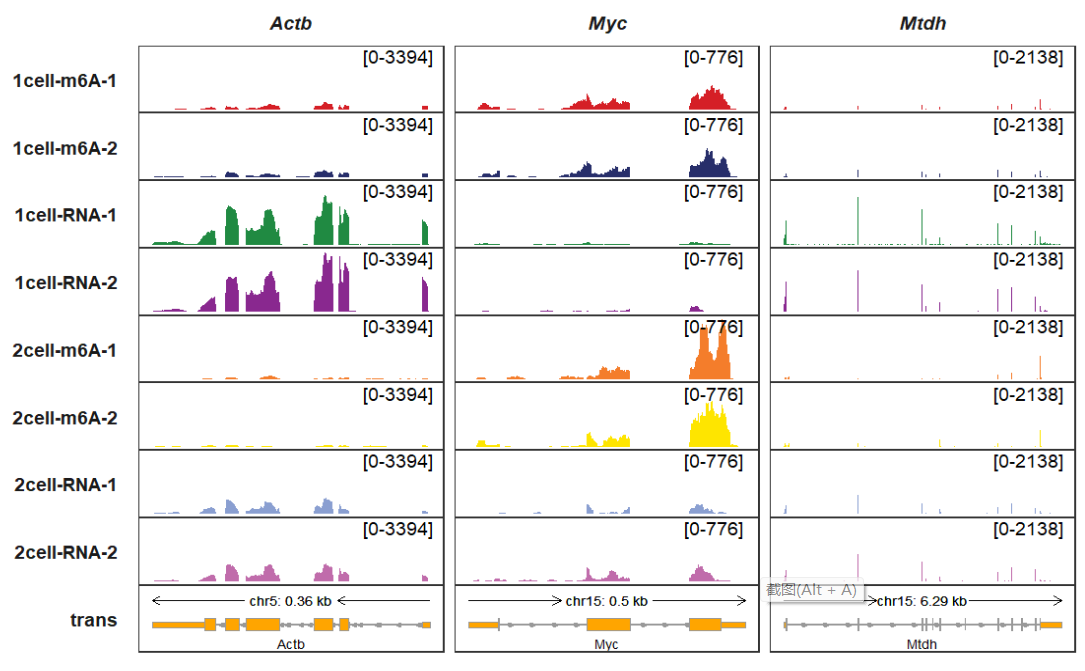 Actb Myc Mtdh
1cell-m6A-1 [0-3394] [0-776] [0-2138]
1cell-m6A-2 [0-3394] [0-776] [0-2138]
1cell-RNA-1 [0-3394] [0-776] [0-2138]
1cell-RNA-2 [0-3394] [0-776] [0-2138]
2cell-m6A-1 [0-3394] [0-776] [0-2138]
2cell-m6A-2 [0-3394] [0-776] [0-2138]
2cell-RNA-1 [0-3394] [0-776] [0-2138]
2cell-RNA-2 [0-3394] [0-776] [0-2138]
截图(Alt + A)
chr5: 0.36 kb chr15: 0.5 kb chr15: 6.29 kb
trans
Actb Myc Mtdh